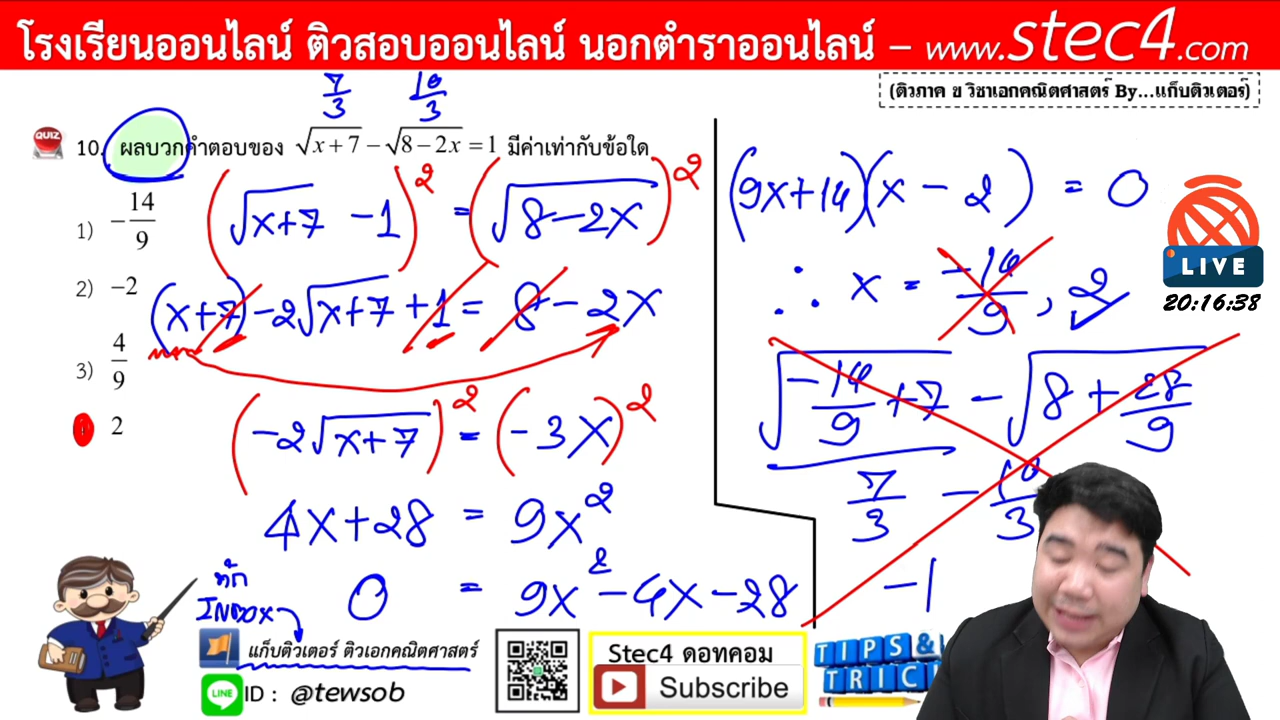 โรงเรียนออนไลน์ ติวสอบออนไลน์ นอกตำราออนไลน์ – www.stec4.com
(ติวภาค ข วิชาเอกคณิตศาสตร์ By...แก็บติวเตอร์)
7/3 10/3
QUIZ 10. ผลบวกคำตอบของ √(x+7) − √(8−2x) = 1 มีค่าเท่ากับข้อใด
1) −14/9
2) −2
3) 4/9
2
(√(x+7) − 1)² = (√(8−2x))²
(x+7) − 2√(x+7) + 1 = 8 − 2x
(−2√(x+7))² = (−3x)²
4x+28 = 9x²
0 = 9x² − 4x − 28
(9x+14)(x − 2) = 0
∴ x = −14/9, 2 ✓
√(−14/9 + 7) − √(8 + 28/9)
7/3 − 10/3
−1
LIVE
20:16:38
ทัก
INBOX
แก็บติวเตอร์ ติวเอกคณิตศาสตร์
LINE ID : @tewsob
Stec4 ดอทคอม
Subscribe
TIPS &